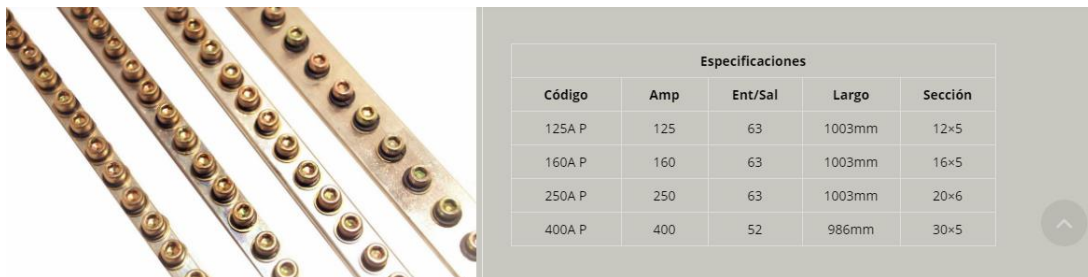 Especificaciones
Código Amp Ent/Sal Largo Sección
125A P 125 63 1003mm 12×5
160A P 160 63 1003mm 16×5
250A P 250 63 1003mm 20×6
400A P 400 52 986mm 30×5